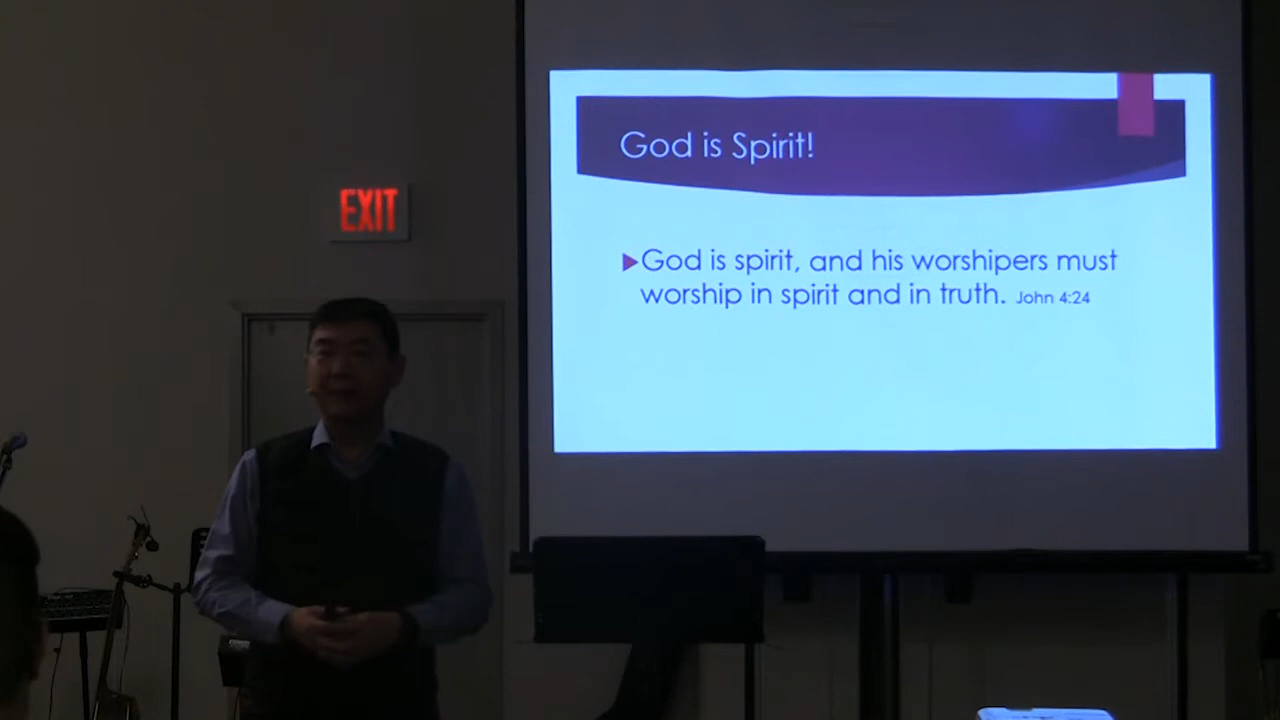 God is Spirit!
EXIT
God is spirit, and his worshipers must
worship in spirit and in truth. John 4:24